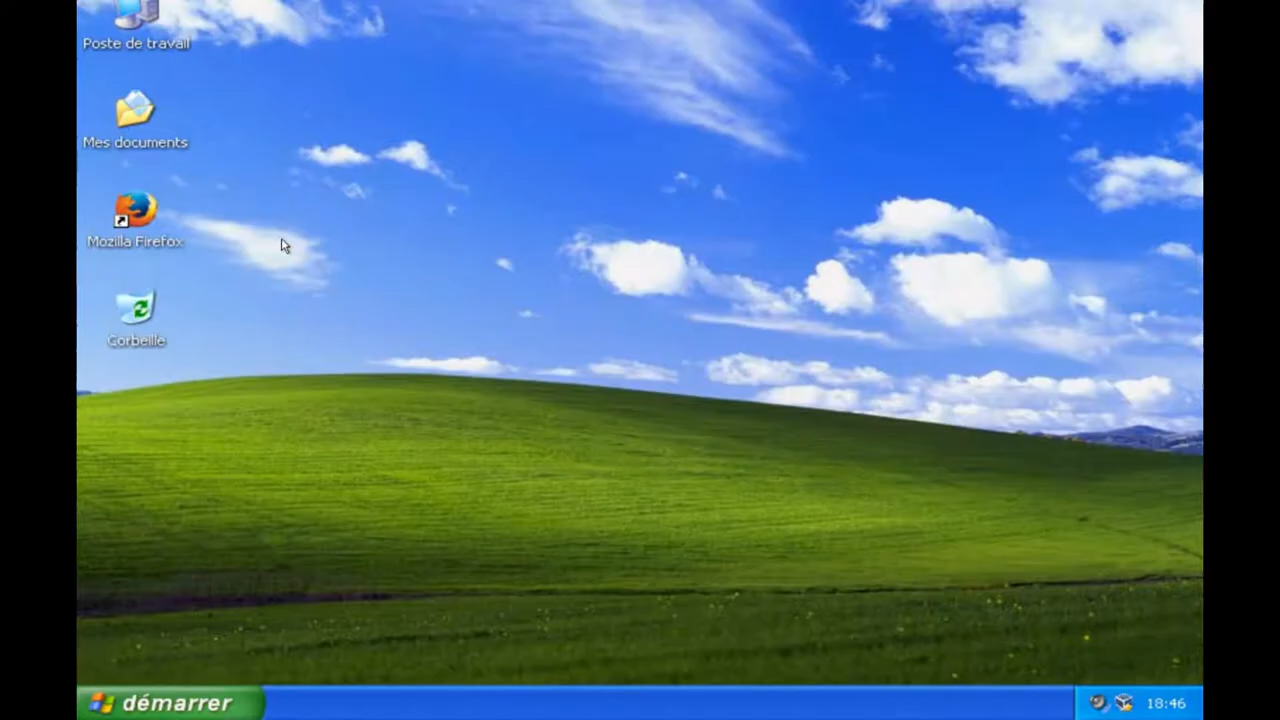 Poste de travail
Mes documents
Mozilla Firefox
Corbeille
démarrer
18:46